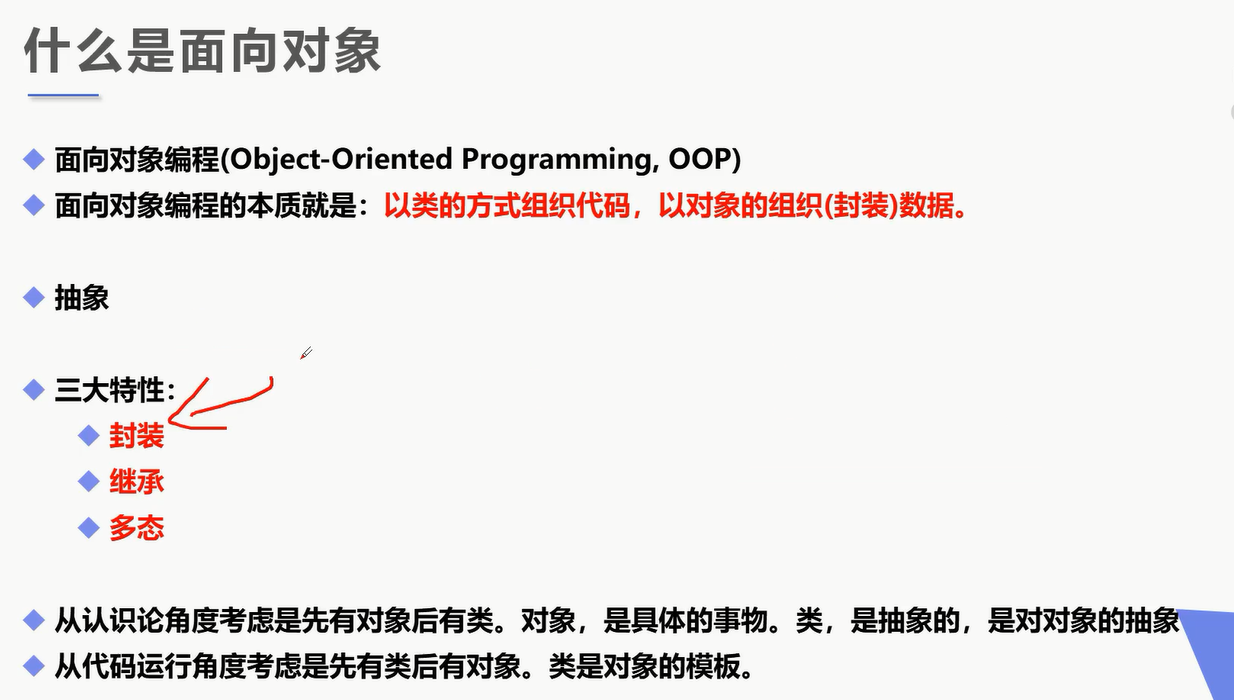 什么是面向对象
面向对象编程(Object-Oriented Programming, OOP)
面向对象编程的本质就是：以类的方式组织代码，以对象的组织(封装)数据。
抽象
三大特性：
封装
继承
多态
从认识论角度考虑是先有对象后有类。对象，是具体的事物。类，是抽象的，是对对象的抽象
从代码运行角度考虑是先有类后有对象。类是对象的模板。